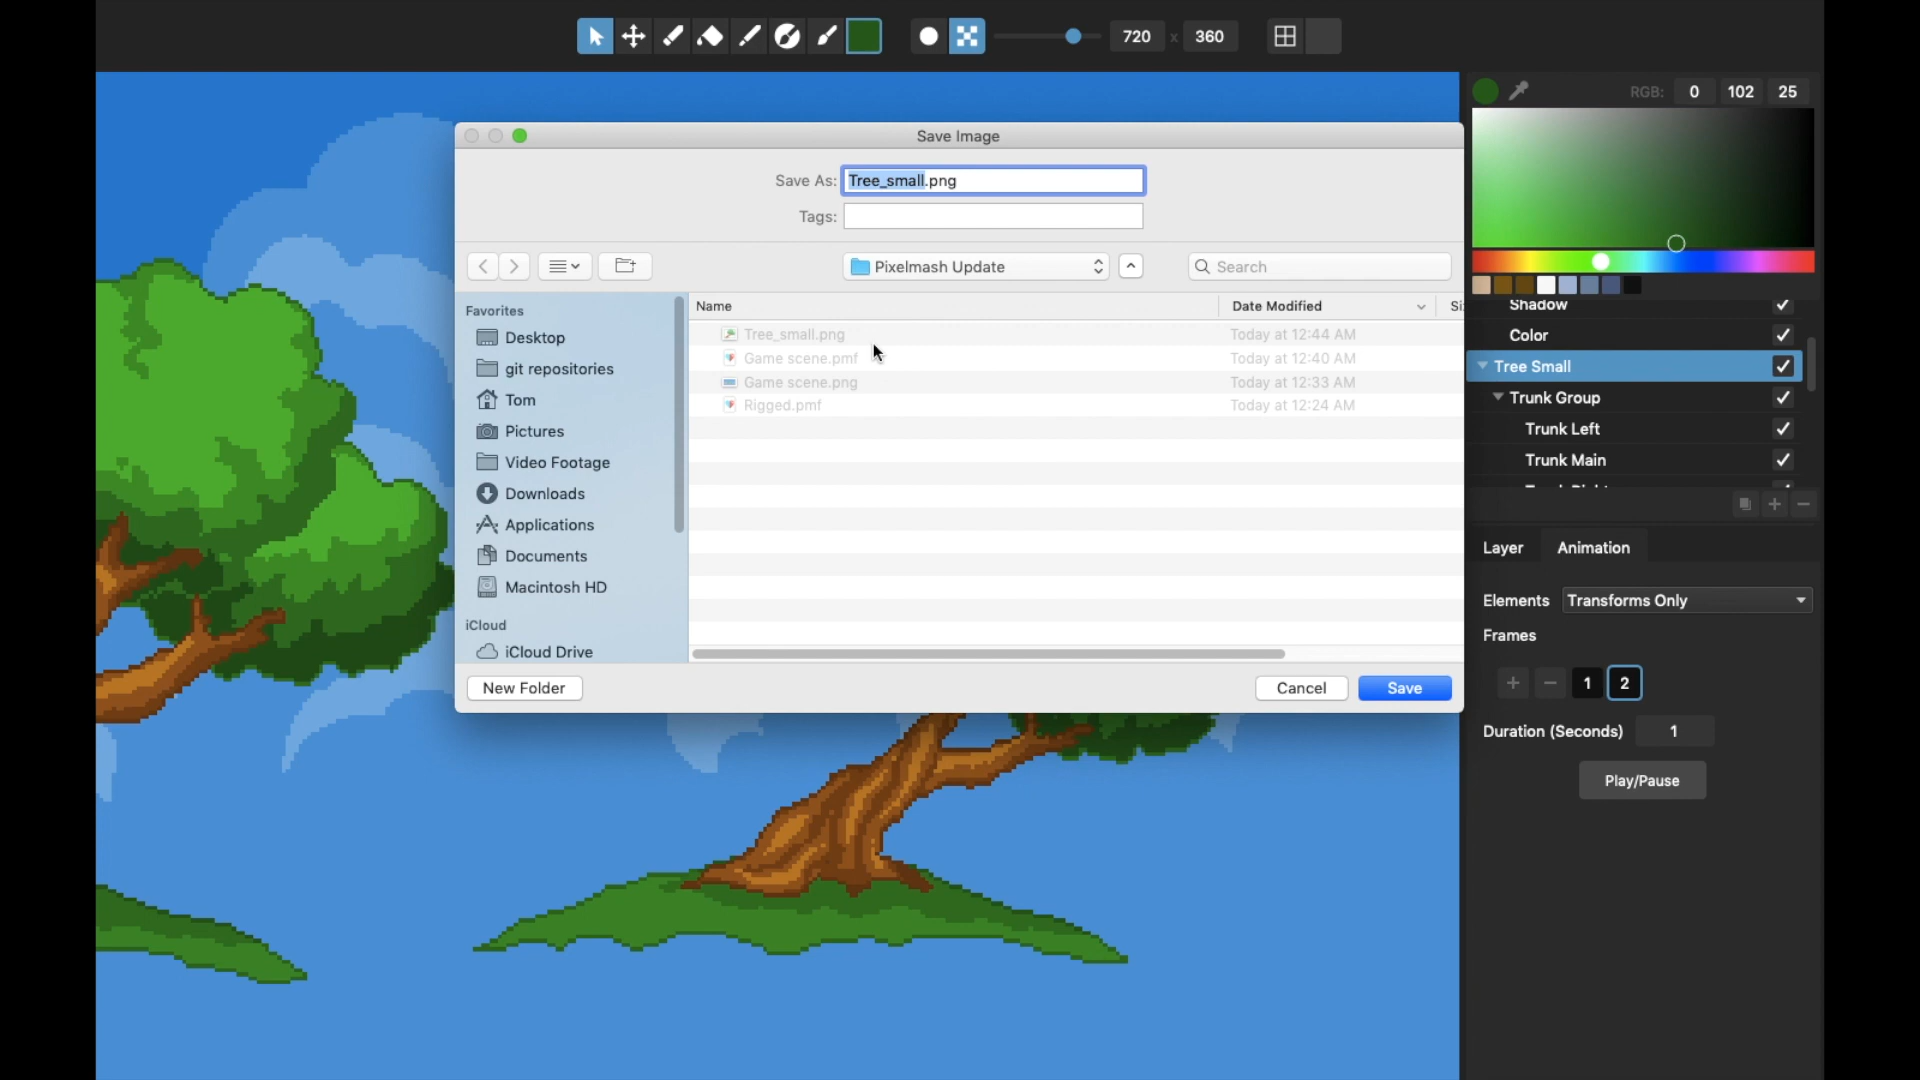 720 x 360
RGB: 0 102 25
Save Image
Save As: Tree_small.png
Tags:
Pixelmash Update
Search
Favorites
Desktop
git repositories
Tom
Pictures
Video Footage
Downloads
Applications
Documents
Macintosh HD
iCloud
iCloud Drive
Name Date Modified
Tree_small.png Today at 12:44 AM
Game scene.pmf Today at 12:40 AM
Game scene.png Today at 12:33 AM
Rigged.pmf Today at 12:24 AM
New Folder Cancel Save
Shadow
Color
Tree Small
Trunk Group
Trunk Left
Trunk Main
Layer Animation
Elements Transforms Only
Frames
1 2
Duration (Seconds) 1
Play/Pause